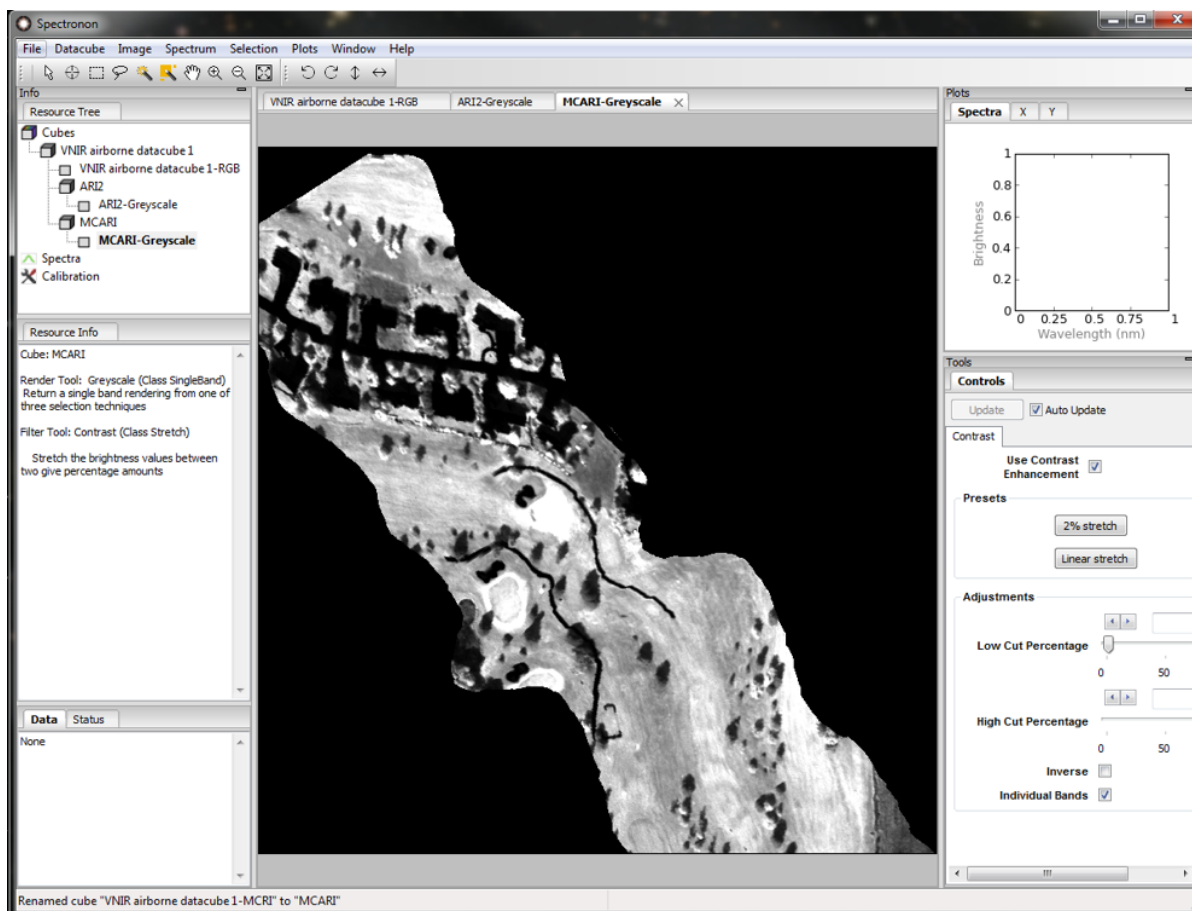 Spectronon
File Datacube Image Spectrum Selection Plots Window Help
Info
Resource Tree
Cubes
VNIR airborne datacube 1
VNIR airborne datacube 1-RGB
ARI2
ARI2-Greyscale
MCARI
MCARI-Greyscale
Spectra
Calibration
Resource Info
Cube: MCARI
Render Tool: Greyscale (Class SingleBand)
Return a single band rendering from one of
three selection techniques
Filter Tool: Contrast (Class Stretch)
Stretch the brightness values between
two give percentage amounts
Data Status
None
VNIR airborne datacube 1-RGB ARI2-Greyscale MCARI-Greyscale
Plots
Spectra X Y
1
0.8
0.6
0.4
0.2
0
Brightness
0 0.25 0.5 0.75 1
Wavelength (nm)
Tools
Controls
Update Auto Update
Contrast
Use Contrast
Enhancement
Presets
2% stretch
Linear stretch
Adjustments
Low Cut Percentage
0 50
High Cut Percentage
0 50
Inverse
Individual Bands
Renamed cube "VNIR airborne datacube 1-MCRI" to "MCARI"